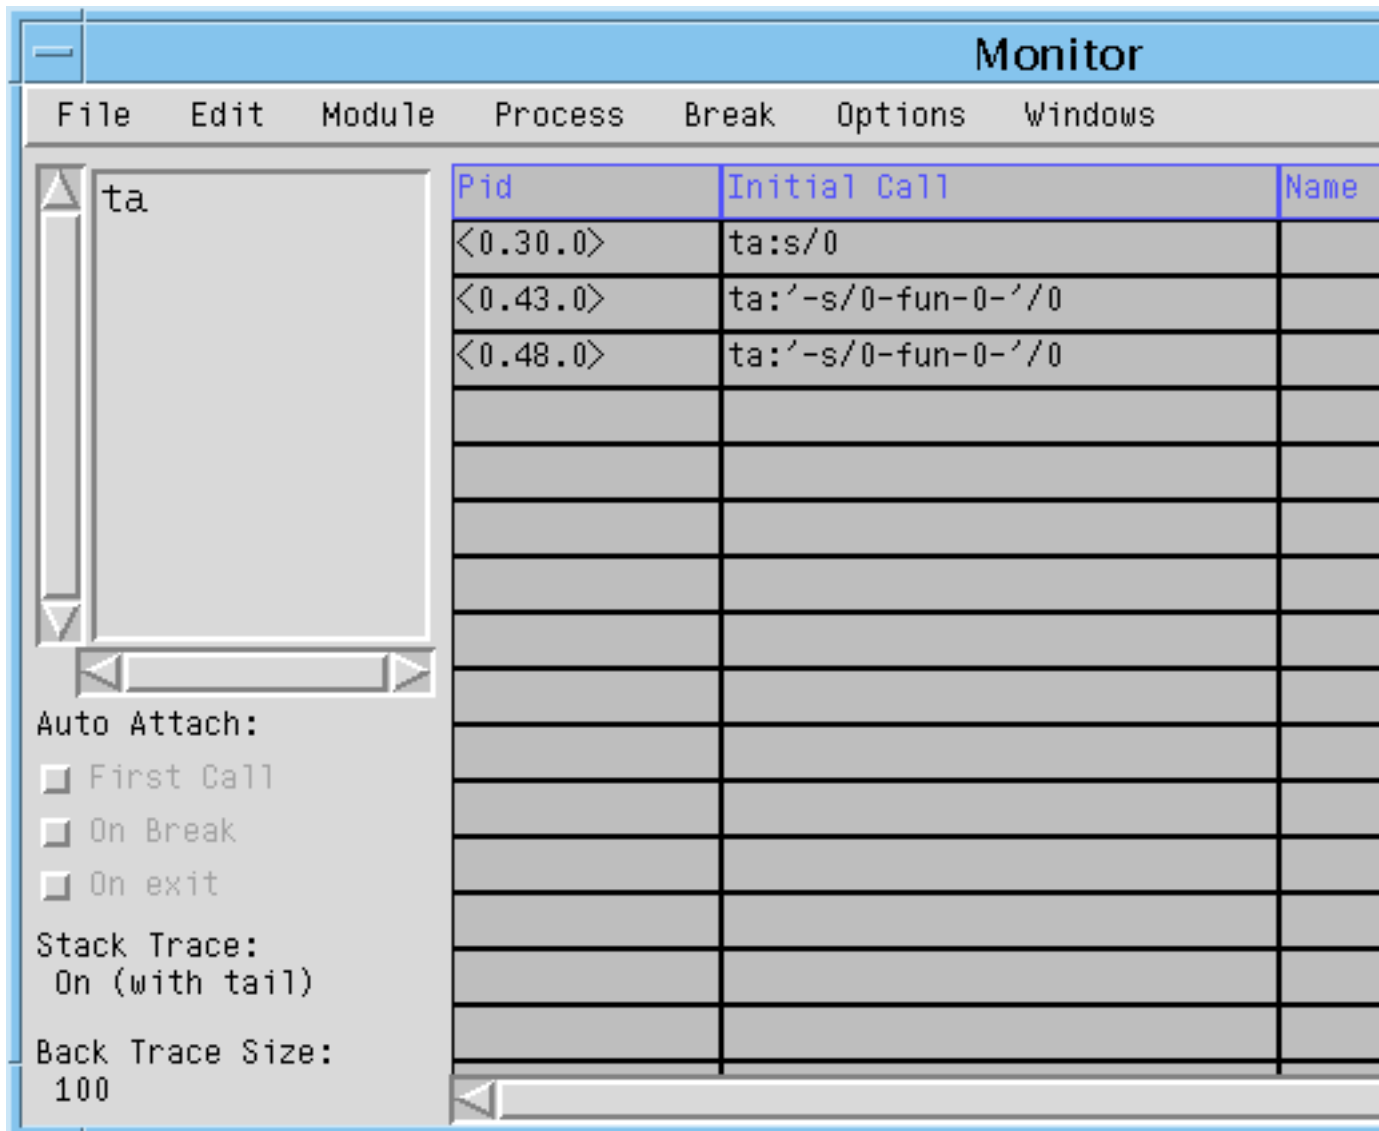 Monitor
File Edit Module Process Break Options Windows
ta
Pid Initial Call Name
<0.30.0> ta:s/0
<0.43.0> ta:'-s/0-fun-0-'/0
<0.48.0> ta:'-s/0-fun-0-'/0
Auto Attach:
First Call
On Break
On exit
Stack Trace:
On (with tail)
Back Trace Size:
100